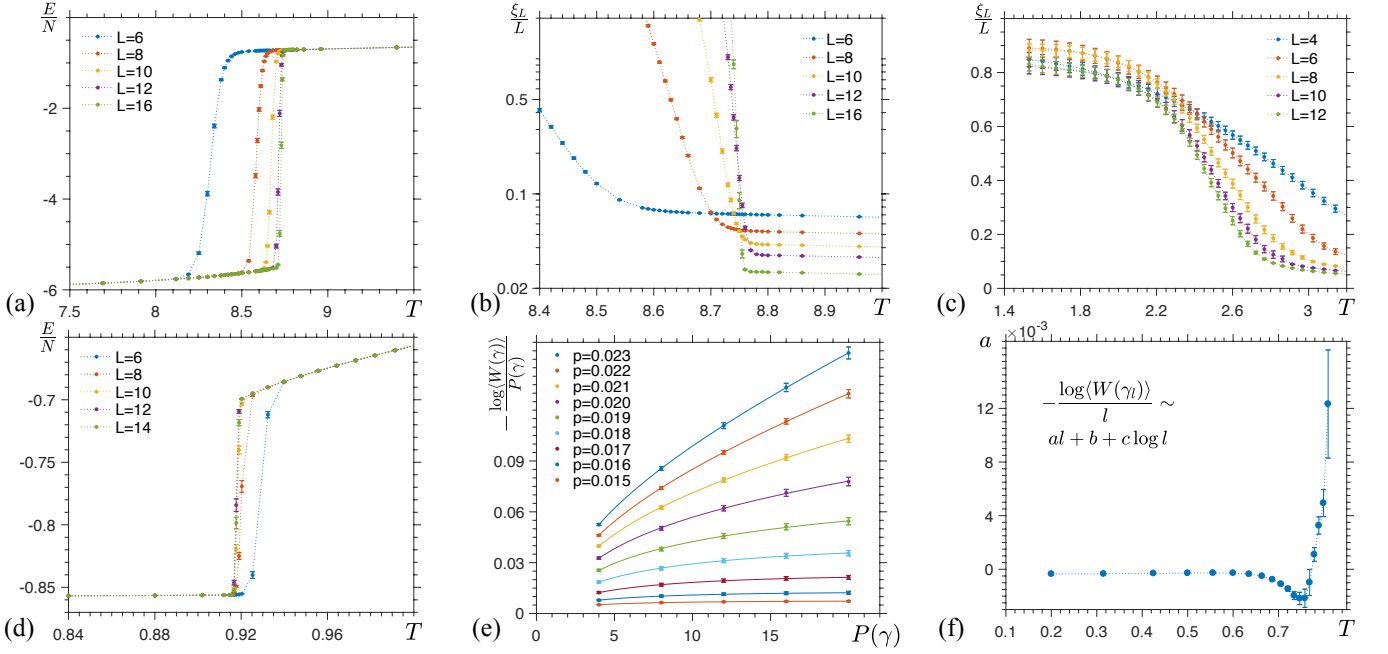 E/N
L=6
L=8
L=10
L=12
L=16
-2
-4
-6
7.5
8
8.5
9
T
(a)
ξ_L/L
L=6
L=8
L=10
L=12
L=16
0.5
0.1
0.02
8.4
8.5
8.6
8.7
8.8
8.9
T
(b)
ξ_L/L
L=4
L=6
L=8
L=10
L=12
0.8
0.6
0.4
0.2
0
1.4
1.8
2.2
2.6
3
T
(c)
E/N
L=6
L=8
L=10
L=12
L=14
-0.7
-0.75
-0.8
-0.85
0.84
0.88
0.92
0.96
T
(d)
−log⟨W(γ)⟩/P(γ)
p=0.023
p=0.022
p=0.021
p=0.020
p=0.019
p=0.018
p=0.017
p=0.016
p=0.015
0.09
0.06
0.03
0
0
5
10
15
P(γ)
(e)
a
×10⁻³
−log⟨W(γ_l)⟩/l ∼
al + b + c log l
12
8
4
0
0.1
0.2
0.3
0.4
0.5
0.6
0.7
T
(f)